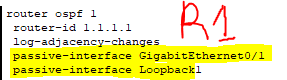 router ospf 1
router-id 1.1.1.1
log-adjacency-changes
passive-interface GigabitEthernet0/1
passive-interface Loopback1
R1